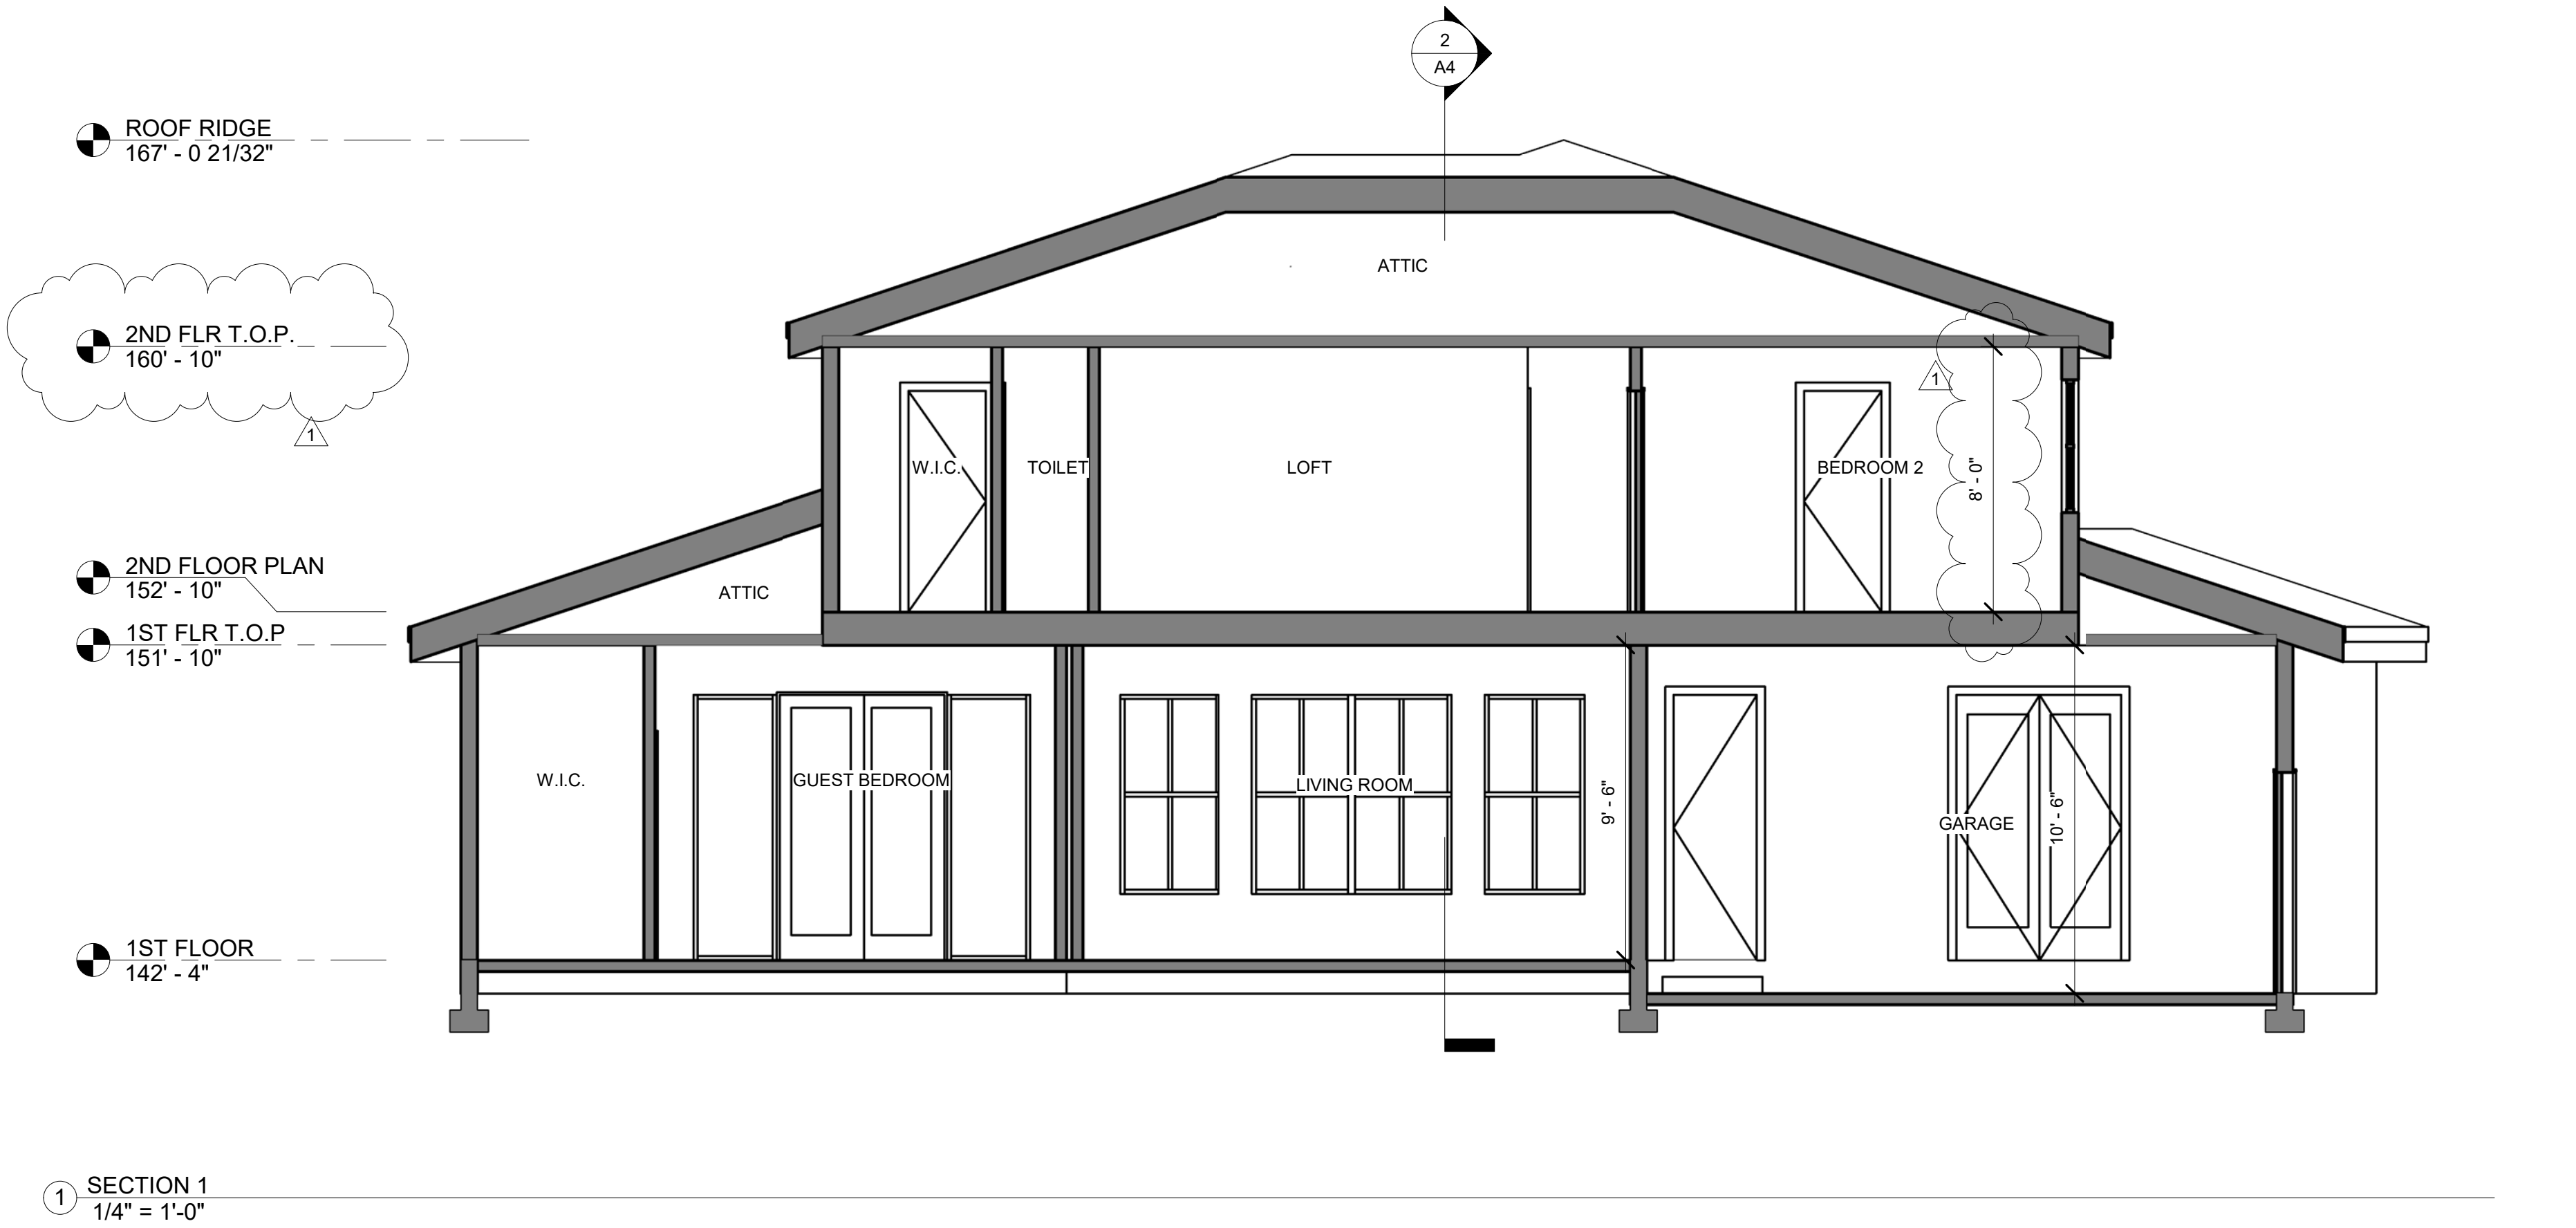 2
A4
ROOF RIDGE
167' - 0 21/32"
ATTIC
2ND FLR T.O.P.
160' - 10"
1
1
W.I.C.
TOILET
LOFT
BEDROOM 2
8' - 0"
2ND FLOOR PLAN
152' - 10"
ATTIC
1ST FLR T.O.P
151' - 10"
W.I.C.
GUEST BEDROOM
LIVING ROOM
9' - 6"
GARAGE
10' - 6"
1ST FLOOR
142' - 4"
1
SECTION 1
1/4" = 1'-0"